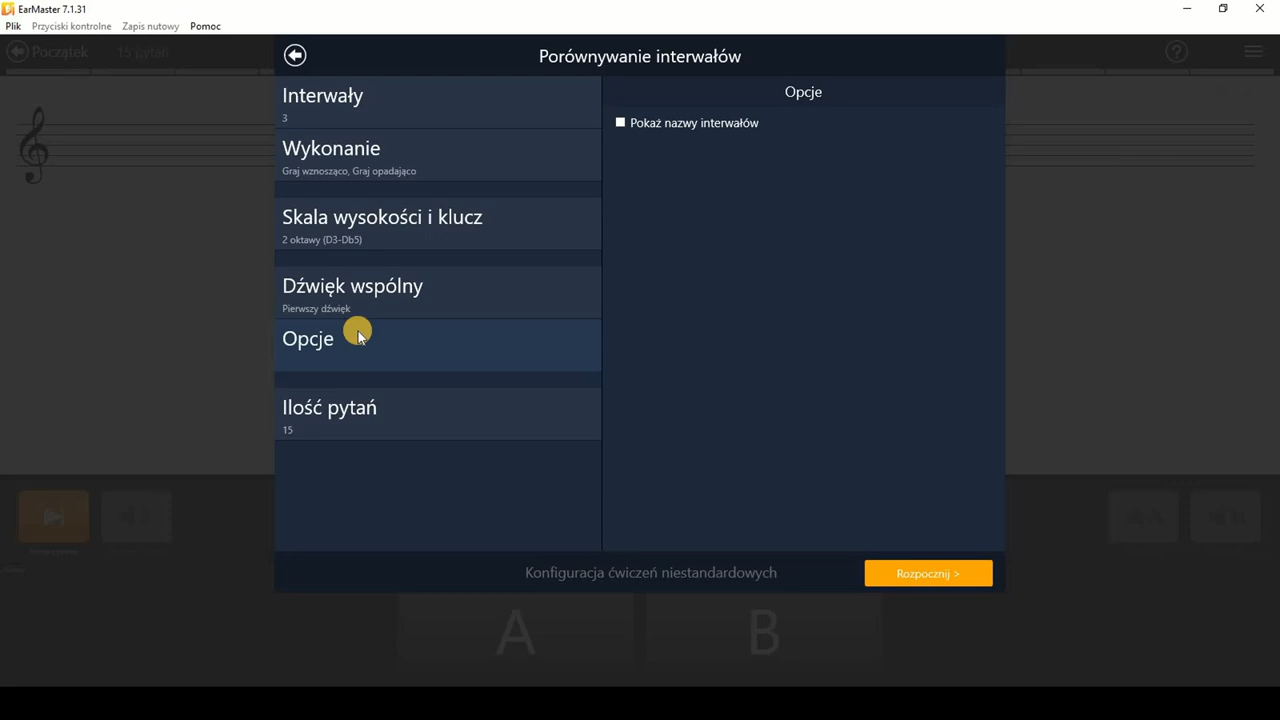 EarMaster 7.1.31
Plik Przyciski kontrolne Zapis nutowy Pomoc
Początek 15 pytań
Porównywanie interwałów
Interwały
3
Wykonanie
Graj wznosząco, Graj opadająco
Skala wysokości i klucz
2 oktawy (D3-Db5)
Dźwięk wspólny
Pierwszy dźwięk
Opcje
Ilość pytań
15
Opcje
Pokaż nazwy interwałów
Konfiguracja ćwiczeń niestandardowych
Rozpocznij >
A B